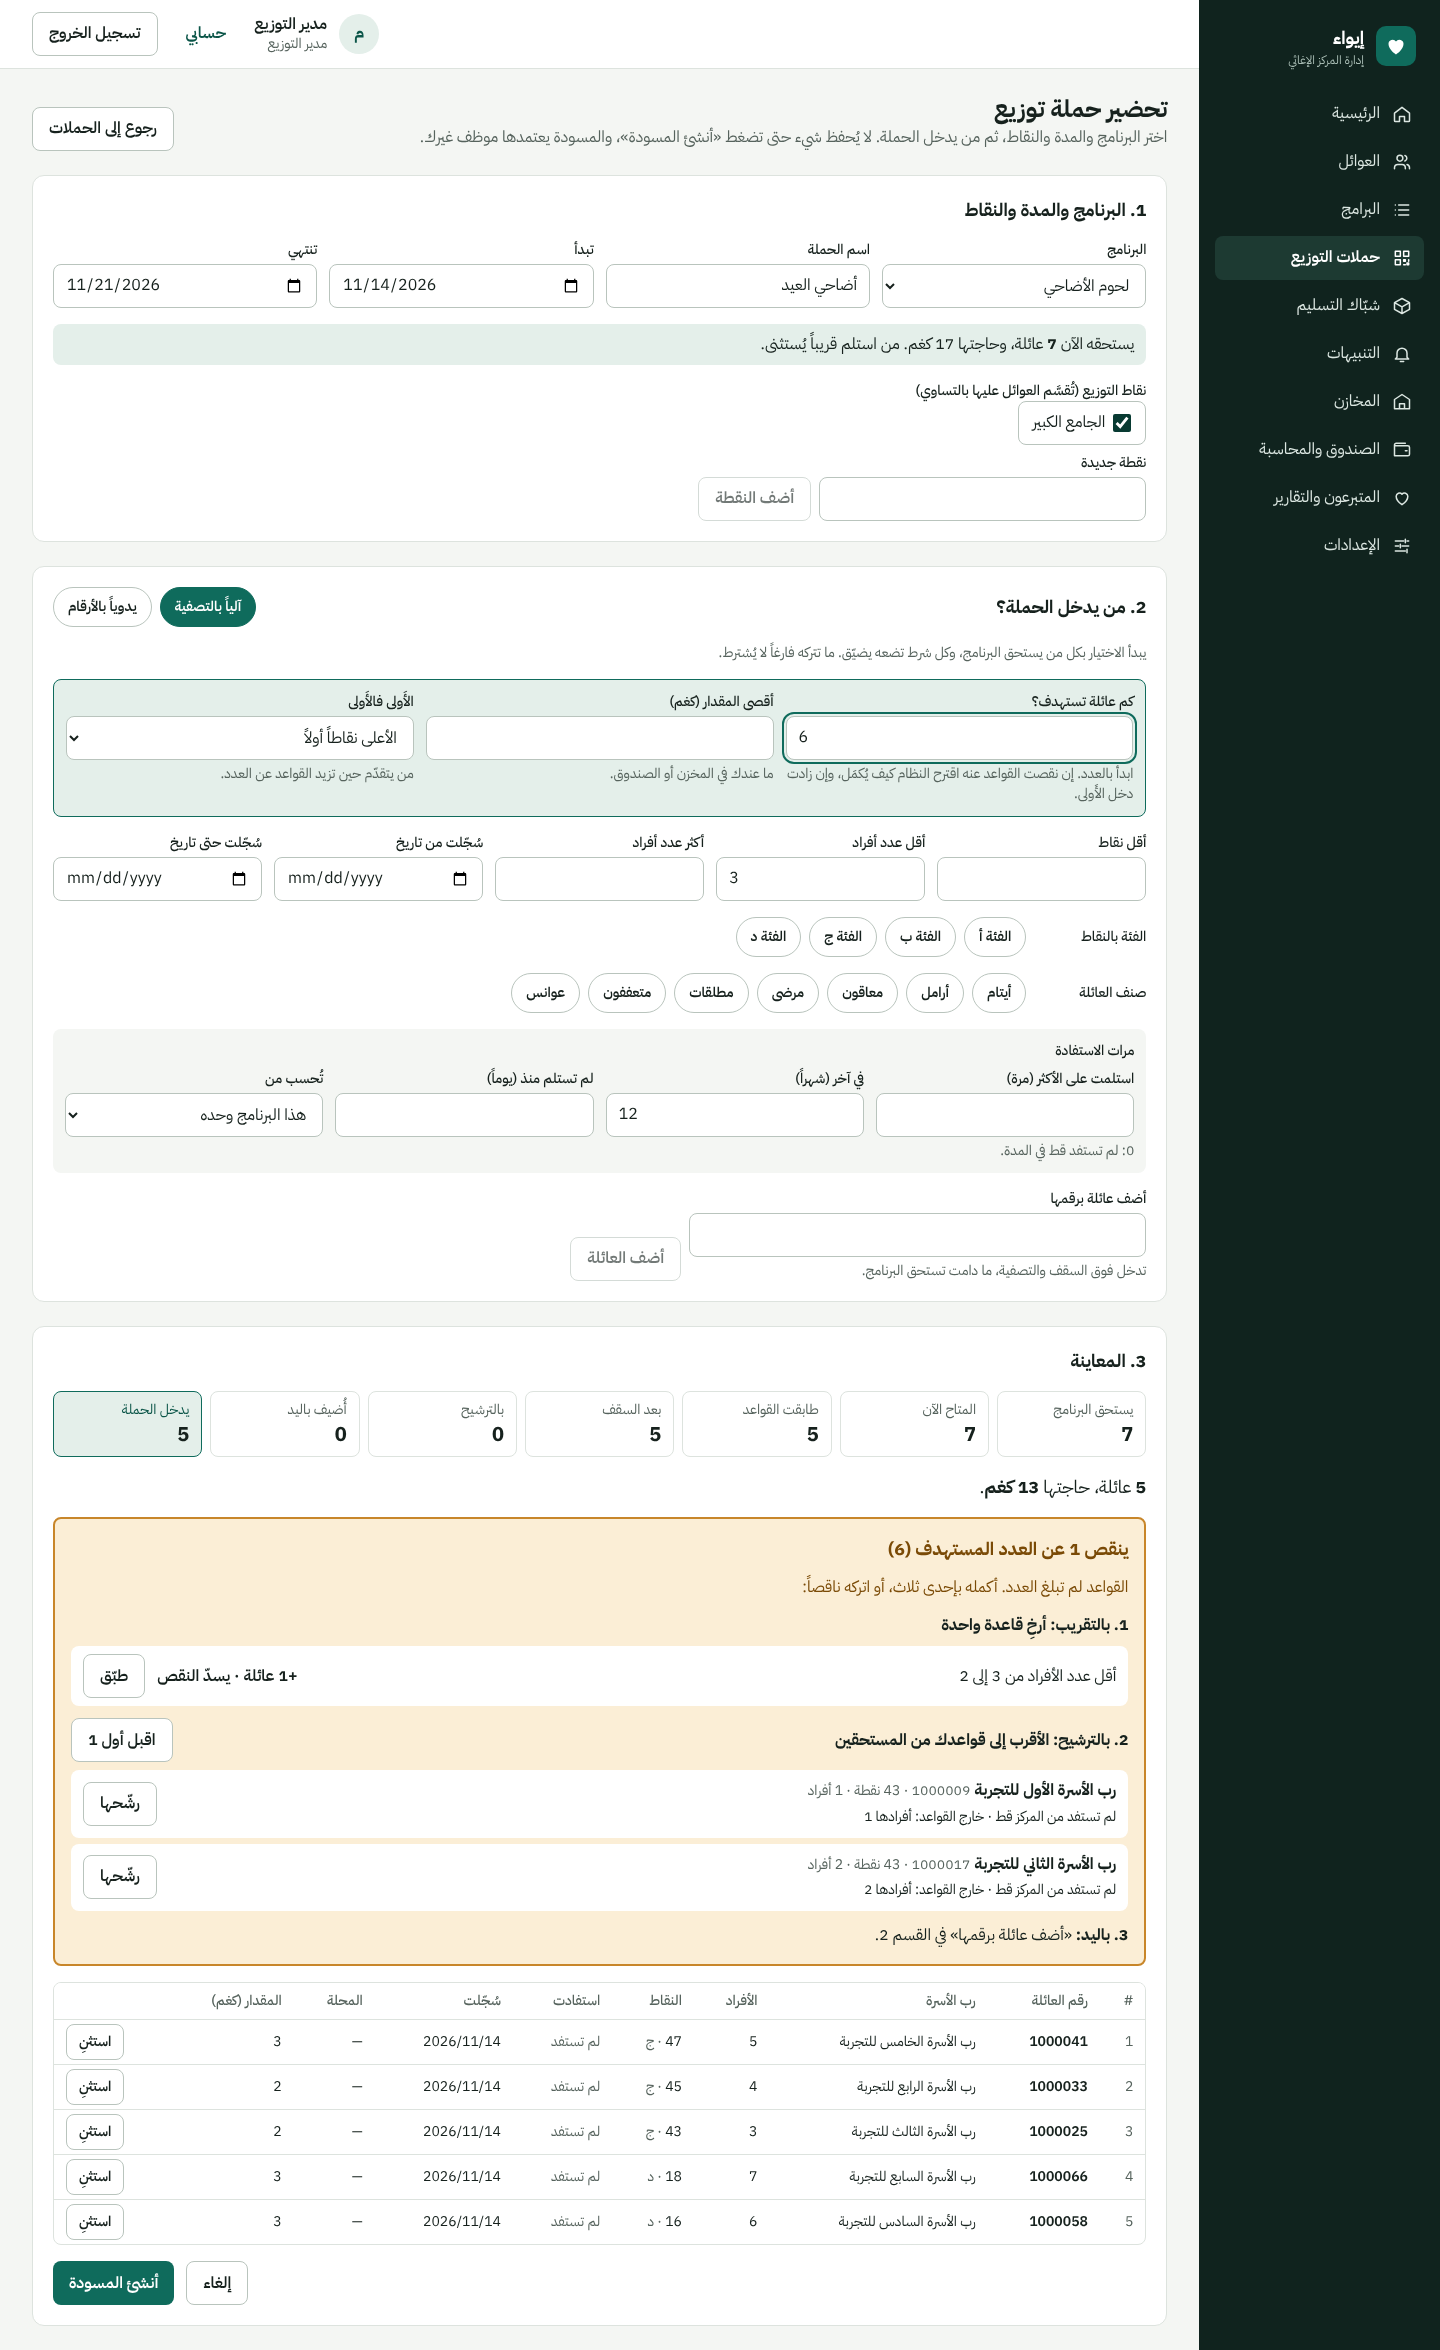 إيواء
إدارة المركز الإغاثي
الرئيسية
العوائل
البرامج
حملات التوزيع
شبّاك التسليم
التنبيهات
المخازن
الصندوق والمحاسبة
المتبرعون والتقارير
الإعدادات
م
مدير التوزيع
مدير التوزيع
حسابي
تسجيل الخروج
تحضير حملة توزيع
اختر البرنامج والمدة والنقاط، ثم من يدخل الحملة. لا يُحفظ شيء حتى تضغط «أنشئ المسودة»، والمسودة يعتمدها موظف غيرك.
رجوع إلى الحملات
1. البرنامج والمدة والنقاط
البرنامج
اسم الحملة
تبدأ
تنتهي
لحوم الأضاحي
أضاحي العيد
11/14/2026
11/21/2026
يستحقه الآن 7 عائلة، وحاجتها 17 كغم. من استلم قريباً يُستثنى.
نقاط التوزيع (تُقسَّم العوائل عليها بالتساوي)
الجامع الكبير
نقطة جديدة
أضف النقطة
2. من يدخل الحملة؟
آلياً بالتصفية
يدوياً بالأرقام
يبدأ الاختيار بكل من يستحق البرنامج، وكل شرط تضعه يضيّق. ما تتركه فارغاً لا يُشترط.
كم عائلة تستهدف؟
أقصى المقدار (كغم)
الأَولى فالأَولى
6
الأعلى نقاطاً أولاً
ابدأ بالعدد. إن نقصت القواعد عنه اقترح النظام كيف يُكمَل، وإن زادت دخل الأَولى.
ما عندك في المخزن أو الصندوق.
من يتقدّم حين تزيد القواعد عن العدد.
أقل نقاط
أقل عدد أفراد
أكثر عدد أفراد
سُجّلت من تاريخ
سُجّلت حتى تاريخ
3
mm/dd/yyyy
mm/dd/yyyy
الفئة بالنقاط
الفئة أ
الفئة ب
الفئة ج
الفئة د
صنف العائلة
أيتام
أرامل
معاقون
مرضى
مطلقات
متعففون
عوانس
مرات الاستفادة
استلمت على الأكثر (مرة)
في آخر (شهراً)
لم تستلم منذ (يوماً)
تُحسب من
12
هذا البرنامج وحده
0: لم تستفد قط في المدة.
أضف عائلة برقمها
أضف العائلة
تدخل فوق السقف والتصفية، ما دامت تستحق البرنامج.
3. المعاينة
يستحق البرنامج
7
المتاح الآن
7
طابقت القواعد
5
بعد السقف
5
بالترشيح
0
أُضيف باليد
0
يدخل الحملة
5
5 عائلة، حاجتها 13 كغم.
ينقص 1 عن العدد المستهدف (6)
القواعد لم تبلغ العدد. أكمله بإحدى ثلاث، أو اتركه ناقصاً:
1. بالتقريب: أرخِ قاعدة واحدة
أقل عدد الأفراد من 3 إلى 2
+1 عائلة · يسدّ النقص
طبّق
2. بالترشيح: الأقرب إلى قواعدك من المستحقين
اقبل أول 1
رب الأسرة الأول للتجربة 1000009 · 43 نقطة · 1 أفراد
لم تستفد من المركز قط · خارج القواعد: أفرادها 1
رشّحها
رب الأسرة الثاني للتجربة 1000017 · 43 نقطة · 2 أفراد
لم تستفد من المركز قط · خارج القواعد: أفرادها 2
رشّحها
3. باليد: «أضف عائلة برقمها» في القسم 2.
# رقم العائلة رب الأسرة الأفراد النقاط استفادت سُجّلت المحلة المقدار (كغم)
1 1000041 رب الأسرة الخامس للتجربة 5 47 · ج لم تستفد 2026/11/14 — 3 استثنِ
2 1000033 رب الأسرة الرابع للتجربة 4 45 · ج لم تستفد 2026/11/14 — 2 استثنِ
3 1000025 رب الأسرة الثالث للتجربة 3 43 · ج لم تستفد 2026/11/14 — 2 استثنِ
4 1000066 رب الأسرة السابع للتجربة 7 18 · د لم تستفد 2026/11/14 — 3 استثنِ
5 1000058 رب الأسرة السادس للتجربة 6 16 · د لم تستفد 2026/11/14 — 3 استثنِ
إلغاء
أنشئ المسودة